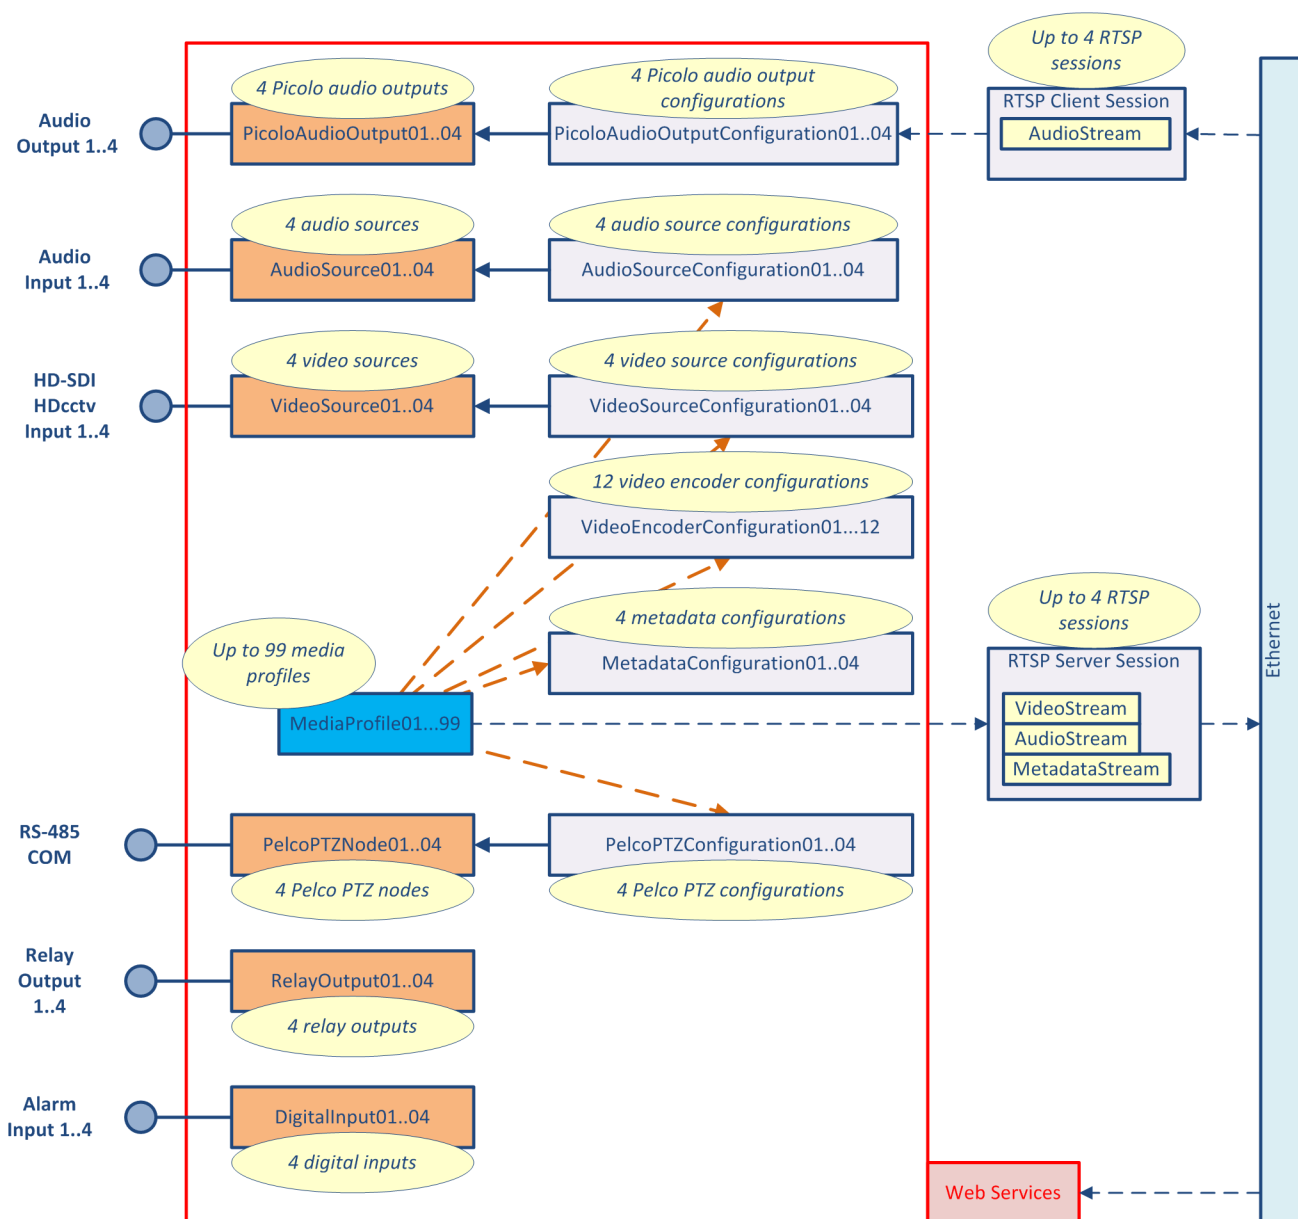 Up to 4 RTSP
sessions
4 Picolo audio outputs
4 Picolo audio output
configurations
RTSP Client Session
AudioStream
Audio
Output 1..4
PicoloAudioOutput01..04
PicoloAudioOutputConfiguration01..04
4 audio sources
4 audio source configurations
Audio
Input 1..4
AudioSource01..04
AudioSourceConfiguration01..04
4 video sources
4 video source configurations
HD-SDI
HDcctv
Input 1..4
VideoSource01..04
VideoSourceConfiguration01..04
12 video encoder configurations
VideoEncoderConfiguration01...12
4 metadata configurations
MetadataConfiguration01..04
Up to 99 media
profiles
MediaProfile01...99
Up to 4 RTSP
sessions
RTSP Server Session
VideoStream
AudioStream
MetadataStream
Ethernet
RS-485
COM
PelcoPTZNode01..04
PelcoPTZConfiguration01..04
4 Pelco PTZ nodes
4 Pelco PTZ configurations
Relay
Output
1..4
RelayOutput01..04
4 relay outputs
Alarm
Input 1..4
DigitalInput01..04
4 digital inputs
Web Services